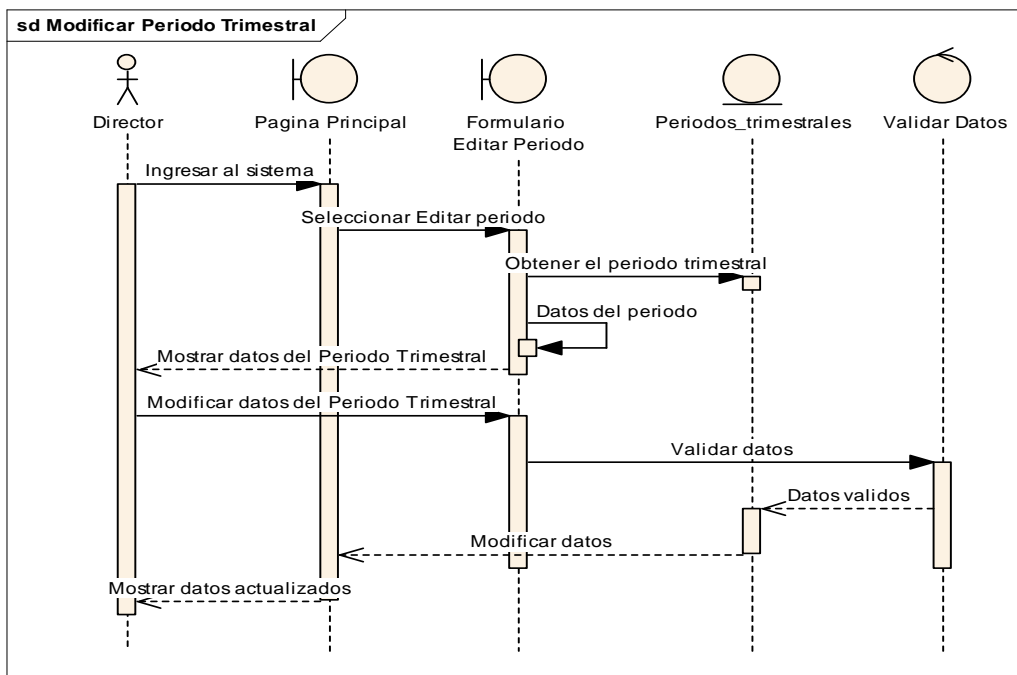 sd Modificar Periodo Trimestral
Director
Pagina Principal
Formulario
Editar Periodo
Periodos_trimestrales
Validar Datos
Ingresar al sistema
Seleccionar Editar periodo
Obtener el periodo trimestral
Datos del periodo
Mostrar datos del Periodo Trimestral
Modificar datos del Periodo Trimestral
Validar datos
Datos validos
Modificar datos
Mostrar datos actualizados